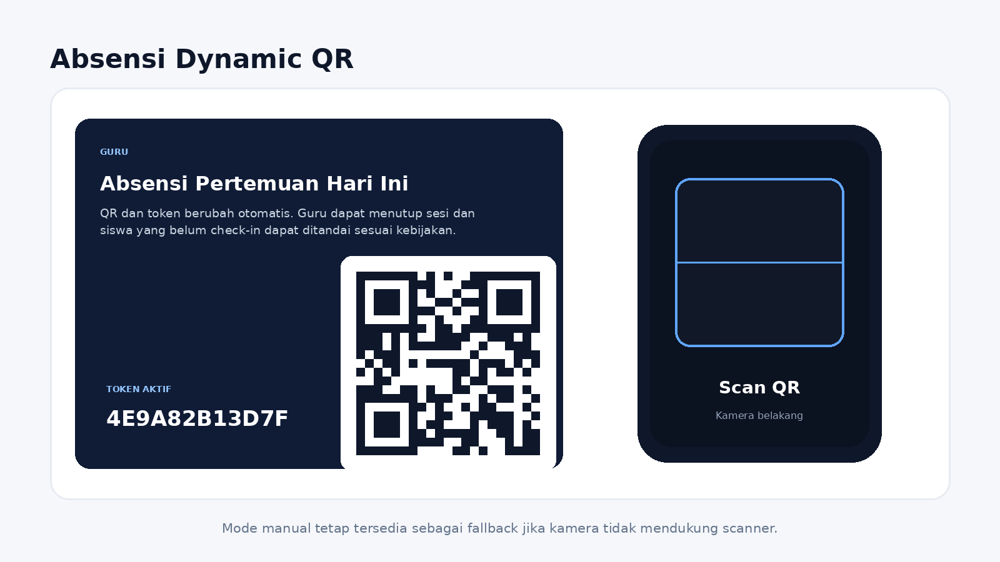 Absensi Dynamic QR
GURU
Absensi Pertemuan Hari Ini
QR dan token berubah otomatis. Guru dapat menutup sesi dan
siswa yang belum check-in dapat ditandai sesuai kebijakan.
TOKEN AKTIF
4E9A82B13D7F
Scan QR
Kamera belakang
Mode manual tetap tersedia sebagai fallback jika kamera tidak mendukung scanner.